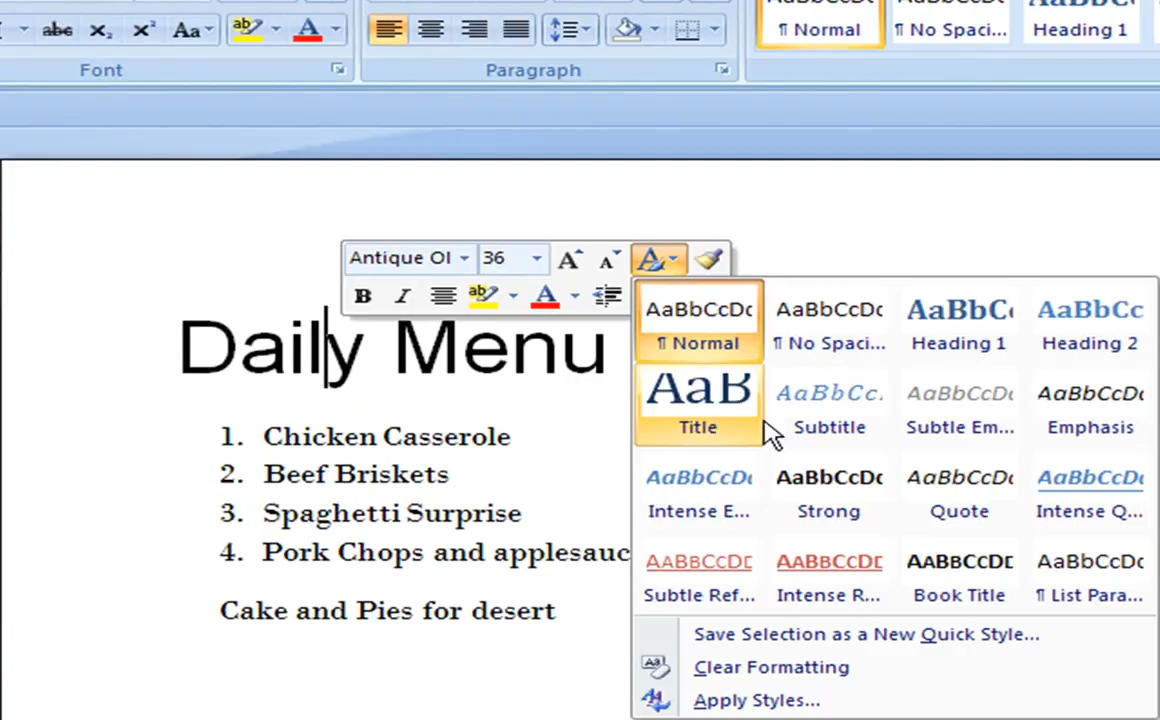 abc X₂ X² Aa ab A
AaBbCcDc AaBbCcDc AaBbC
¶ Normal ¶ No Spaci... Heading 1
Font Paragraph
Antique Ol 36 A A A
B I ab A
AaBbCcDc AaBbCcDc AaBbC AaBbCc
¶ Normal ¶ No Spaci... Heading 1 Heading 2
Daily Menu
AaB AaBbCc. AaBbCcDc AaBbCcDc
Title Subtitle Subtle Em... Emphasis
1. Chicken Casserole
2. Beef Briskets
AaBbCcDc AaBbCcDc AaBbCcDc AaBbCcDc
Intense E... Strong Quote Intense Q...
3. Spaghetti Surprise
4. Pork Chops and applesauc
AABBCCDD AABBCCDD AABBCCDD AaBbCcDc
Subtle Ref... Intense R... Book Title ¶ List Para...
Cake and Pies for desert
Save Selection as a New Quick Style...
Clear Formatting
Apply Styles...